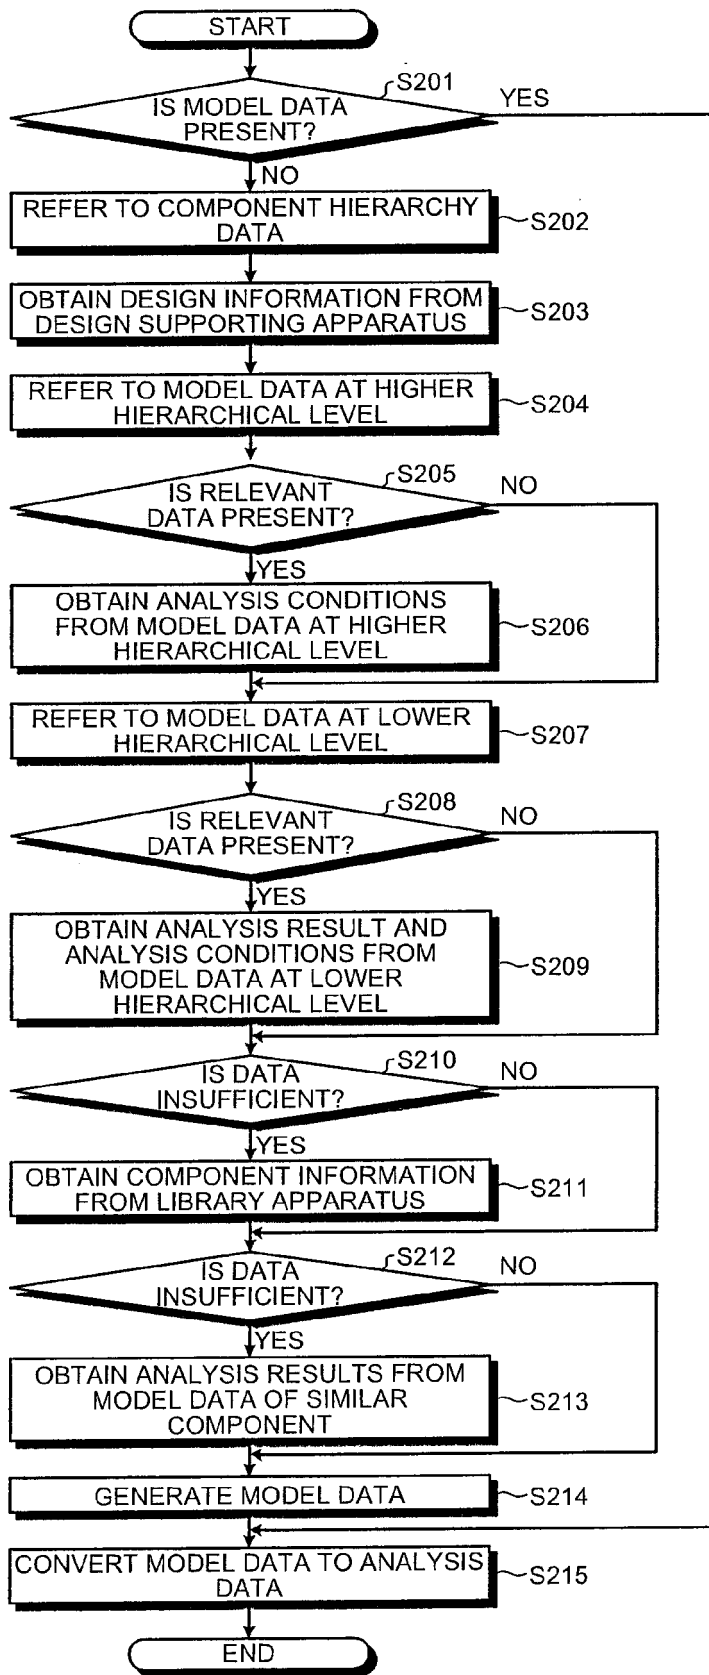 START
S201
IS MODEL DATA
PRESENT?
YES
NO
REFER TO COMPONENT HIERARCHY
DATA
S202
OBTAIN DESIGN INFORMATION FROM
DESIGN SUPPORTING APPARATUS
S203
REFER TO MODEL DATA AT HIGHER
HIERARCHICAL LEVEL
S204
S205
IS RELEVANT
DATA PRESENT?
NO
YES
OBTAIN ANALYSIS CONDITIONS
FROM MODEL DATA AT HIGHER
HIERARCHICAL LEVEL
S206
REFER TO MODEL DATA AT LOWER
HIERARCHICAL LEVEL
S207
S208
IS RELEVANT
DATA PRESENT?
NO
YES
OBTAIN ANALYSIS RESULT AND
ANALYSIS CONDITIONS FROM
MODEL DATA AT LOWER
HIERARCHICAL LEVEL
S209
S210
IS DATA
INSUFFICIENT?
NO
YES
OBTAIN COMPONENT INFORMATION
FROM LIBRARY APPARATUS
S211
S212
IS DATA
INSUFFICIENT?
NO
YES
OBTAIN ANALYSIS RESULTS FROM
MODEL DATA OF SIMILAR
COMPONENT
S213
GENERATE MODEL DATA
S214
CONVERT MODEL DATA TO ANALYSIS
DATA
S215
END